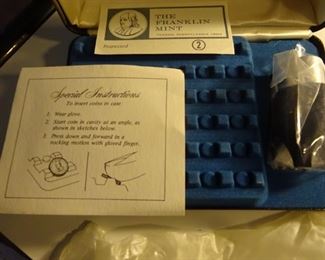 THE
FRANKLIN
MINT
Postcard
2
Special Instructions
To insert coins in case
1. Wear glove.
2. Start coin in cavity at an angle, as
shown in sketches below.
3. Press down and forward in a
rocking motion with gloved finger.